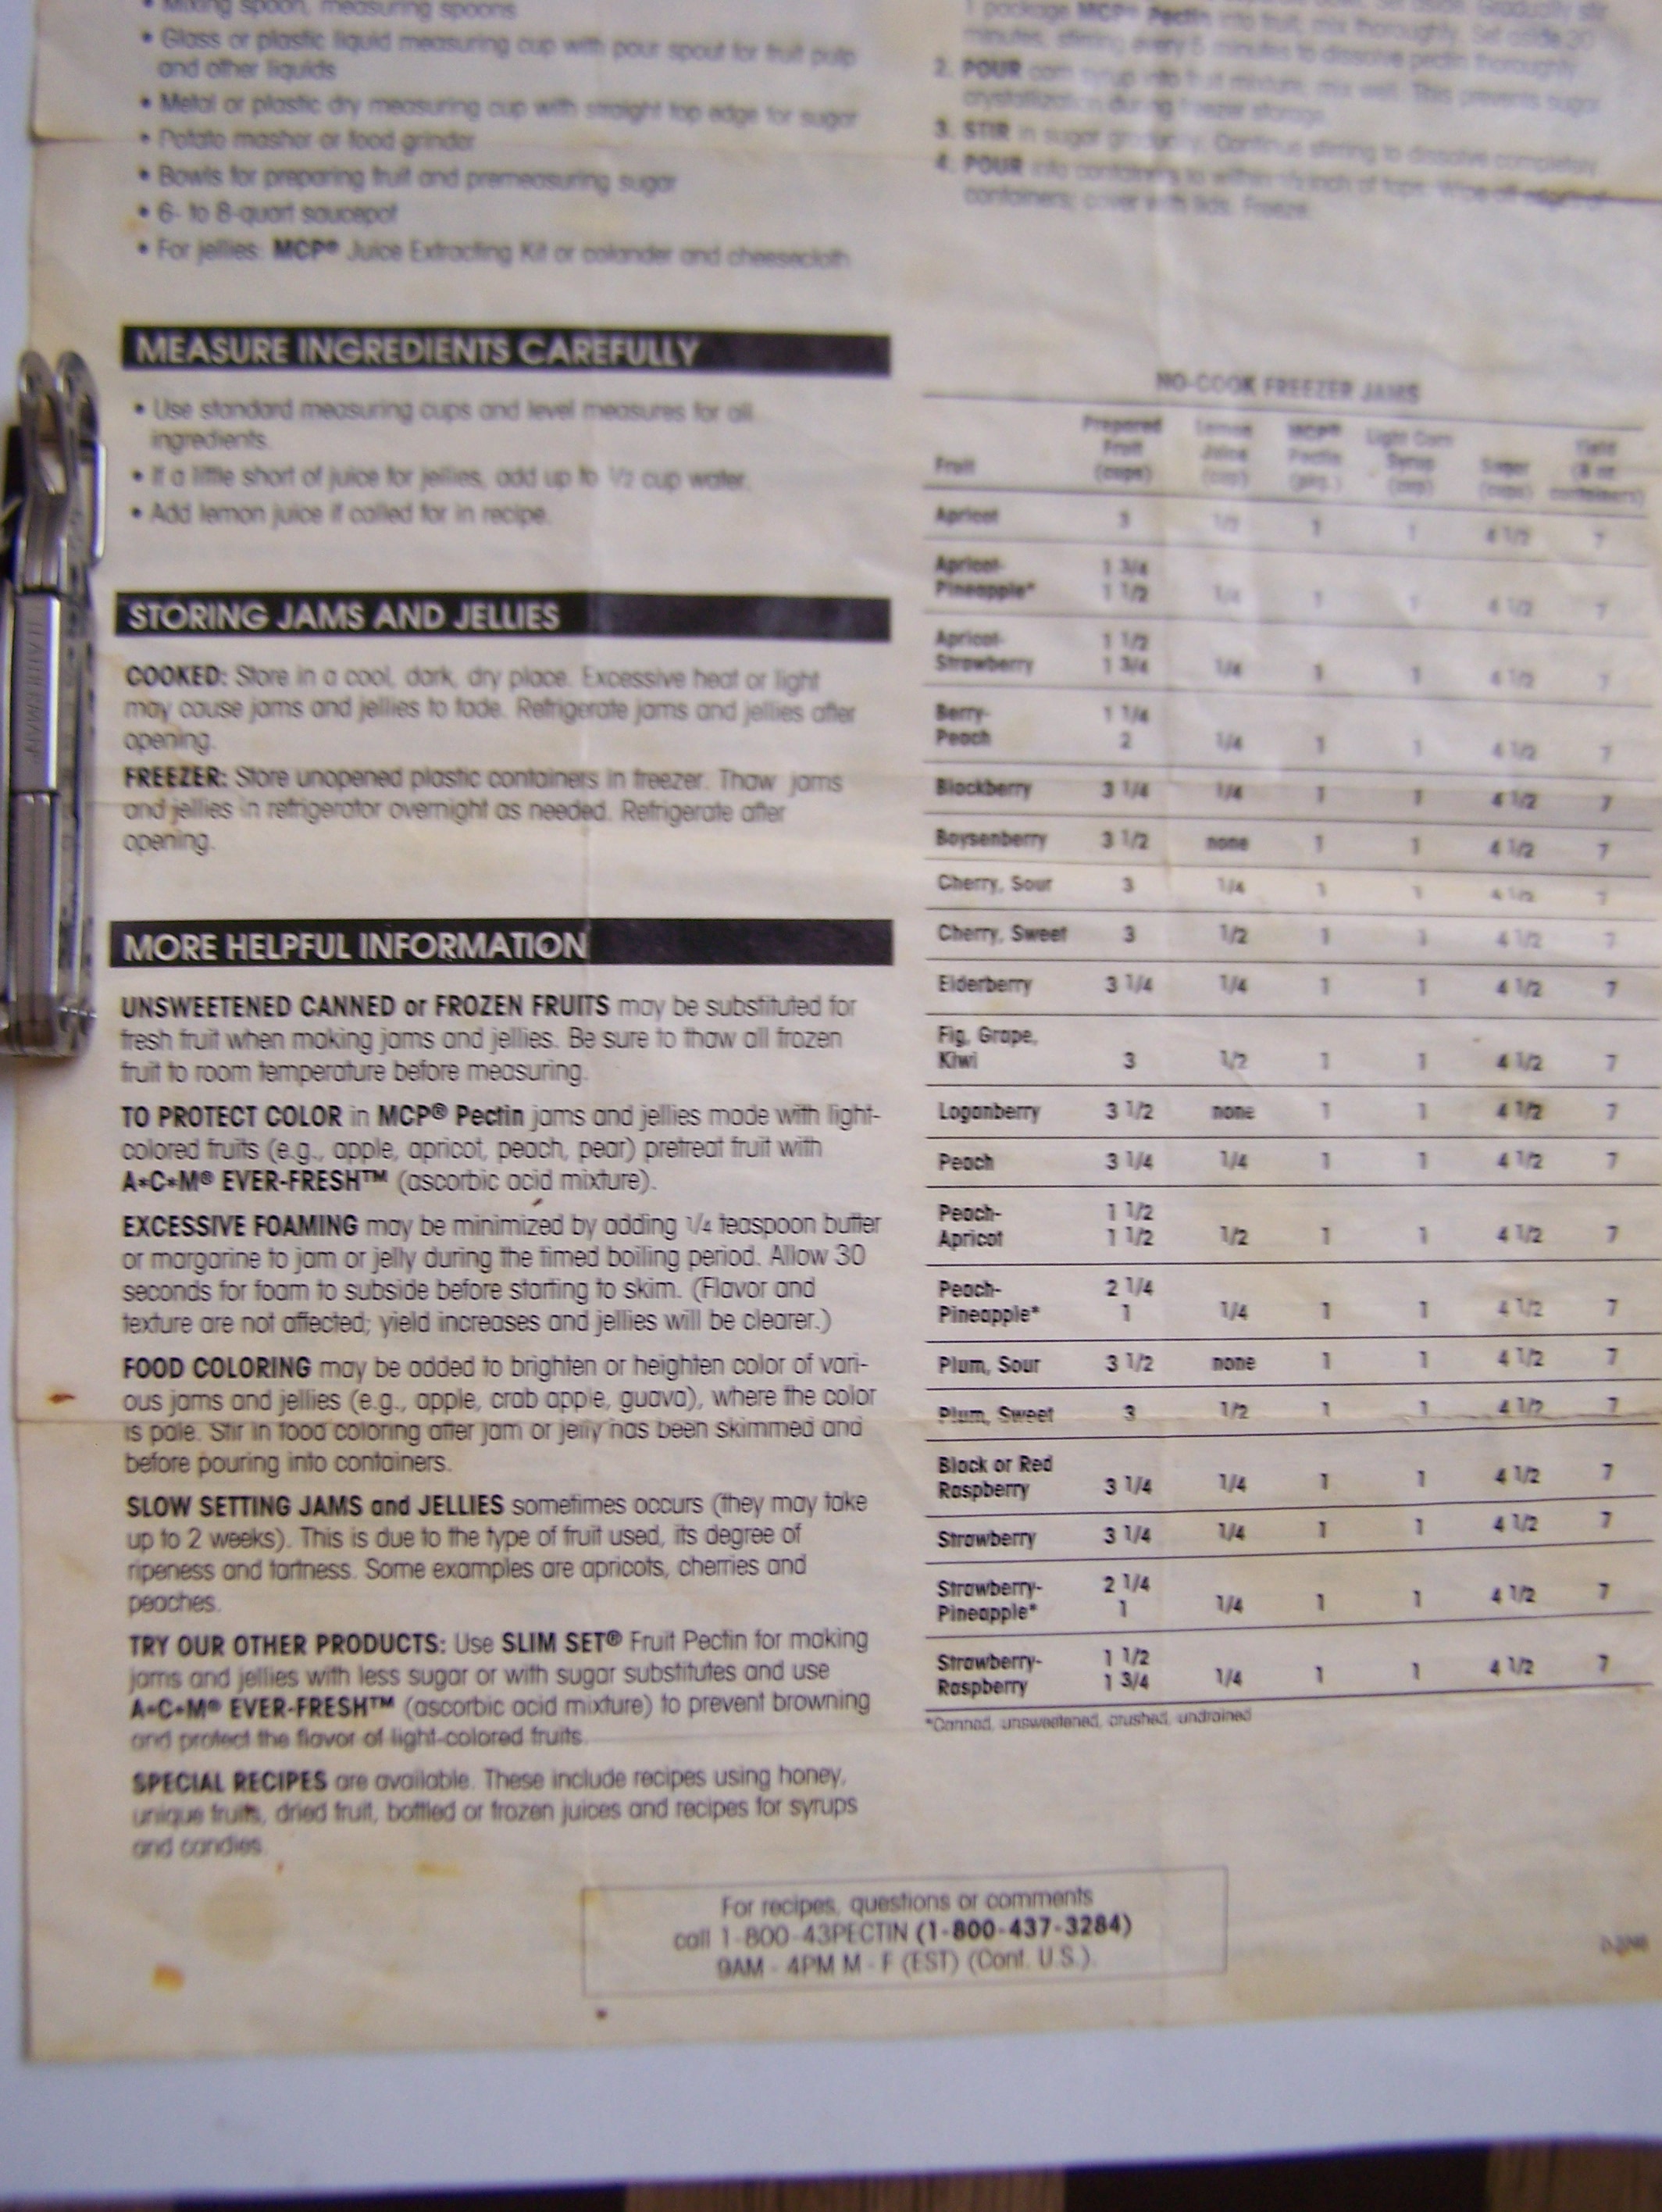 • Mixing spoon, measuring spoons
• Glass or plastic liquid measuring cup with pour spout for fruit pulp
and other liquids
• Metal or plastic dry measuring cup with straight top edge for sugar
• Potato masher or food grinder
• Bowls for preparing fruit and premeasuring sugar
• 6- to 8-quart saucepot
• For jellies: MCP® Juice Extracting Kit or colander and cheesecloth
MEASURE INGREDIENTS CAREFULLY
• Use standard measuring cups and level measures for all
ingredients.
• If a little short of juice for jellies, add up to 1/2 cup water.
• Add lemon juice if called for in recipe.
STORING JAMS AND JELLIES
COOKED: Store in a cool, dark, dry place. Excessive heat or light
may cause jams and jellies to fade. Refrigerate jams and jellies after
opening.
FREEZER: Store unopened plastic containers in freezer. Thaw jams
and jellies in refrigerator overnight as needed. Refrigerate after
opening.
MORE HELPFUL INFORMATION
UNSWEETENED CANNED or FROZEN FRUITS may be substituted for
fresh fruit when making jams and jellies. Be sure to thaw all frozen
fruit to room temperature before measuring.
TO PROTECT COLOR in MCP® Pectin jams and jellies made with light-
colored fruits (e.g., apple, apricot, peach, pear) pretreat fruit with
A•C•M® EVER-FRESH™ (ascorbic acid mixture).
EXCESSIVE FOAMING may be minimized by adding 1/4 teaspoon butter
or margarine to jam or jelly during the timed boiling period. Allow 30
seconds for foam to subside before starting to skim. (Flavor and
texture are not affected; yield increases and jellies will be clearer.)
FOOD COLORING may be added to brighten or heighten color of vari-
ous jams and jellies (e.g., apple, crab apple, guava), where the color
is pale. Stir in food coloring after jam or jelly has been skimmed and
before pouring into containers.
SLOW SETTING JAMS and JELLIES sometimes occurs (they may take
up to 2 weeks). This is due to the type of fruit used, its degree of
ripeness and tartness. Some examples are apricots, cherries and
peaches.
TRY OUR OTHER PRODUCTS: Use SLIM SET® Fruit Pectin for making
jams and jellies with less sugar or with sugar substitutes and use
A•C•M® EVER-FRESH™ (ascorbic acid mixture) to prevent browning
and protect the flavor of light-colored fruits.
SPECIAL RECIPES are available. These include recipes using honey,
unique fruits, dried fruit, bottled or frozen juices and recipes for syrups
and candies.
1 package MCP® Pectin into fruit, mix thoroughly. Set aside 30
minutes, stirring every 5 minutes to dissolve pectin thoroughly.
2. POUR corn syrup into fruit mixture, mix well. This prevents sugar
crystallization during freezer storage.
3. STIR in sugar gradually. Continue stirring to dissolve completely.
4. POUR into containers to within 1/2 inch of tops. Wipe off edges of
containers; cover with lids. Freeze.
NO-COOK FREEZER JAMS
Fruit Prepared Fruit (cups) Lemon Juice (cup) MCP® Pectin (pkg.) Light Corn Syrup (cup) Sugar (cups) Yield (8 oz. containers)
Apricot 3 1/2 1 1 4 1/2 7
Apricot- 1 3/4
Pineapple* 1 1/2 1/4 1 1 4 1/2 7
Apricot- 1 1/2
Strawberry 1 3/4 1/4 1 1 4 1/2 7
Berry- 1 1/4
Peach 2 1/4 1 1 4 1/2 7
Blackberry 3 1/4 1/4 1 1 4 1/2 7
Boysenberry 3 1/2 none 1 1 4 1/2 7
Cherry, Sour 3 1/4 1 1 4 1/2 7
Cherry, Sweet 3 1/2 1 1 4 1/2 7
Elderberry 3 1/4 1/4 1 1 4 1/2 7
Fig, Grape,
Kiwi 3 1/2 1 1 4 1/2 7
Loganberry 3 1/2 none 1 1 4 1/2 7
Peach 3 1/4 1/4 1 1 4 1/2 7
Peach- 1 1/2
Apricot 1 1/2 1/2 1 1 4 1/2 7
Peach- 2 1/4
Pineapple* 1 1/4 1 1 4 1/2 7
Plum, Sour 3 1/2 none 1 1 4 1/2 7
Plum, Sweet 3 1/2 1 1 4 1/2 7
Black or Red
Raspberry 3 1/4 1/4 1 1 4 1/2 7
Strawberry 3 1/4 1/4 1 1 4 1/2 7
Strawberry- 2 1/4
Pineapple* 1 1/4 1 1 4 1/2 7
Strawberry- 1 1/2
Raspberry 1 3/4 1/4 1 1 4 1/2 7
*Canned, unsweetened, crushed, undrained
For recipes, questions or comments
call 1-800-43PECTIN (1-800-437-3284)
9AM - 4PM M - F (EST) (Cont. U.S.).
LEATHERMAN